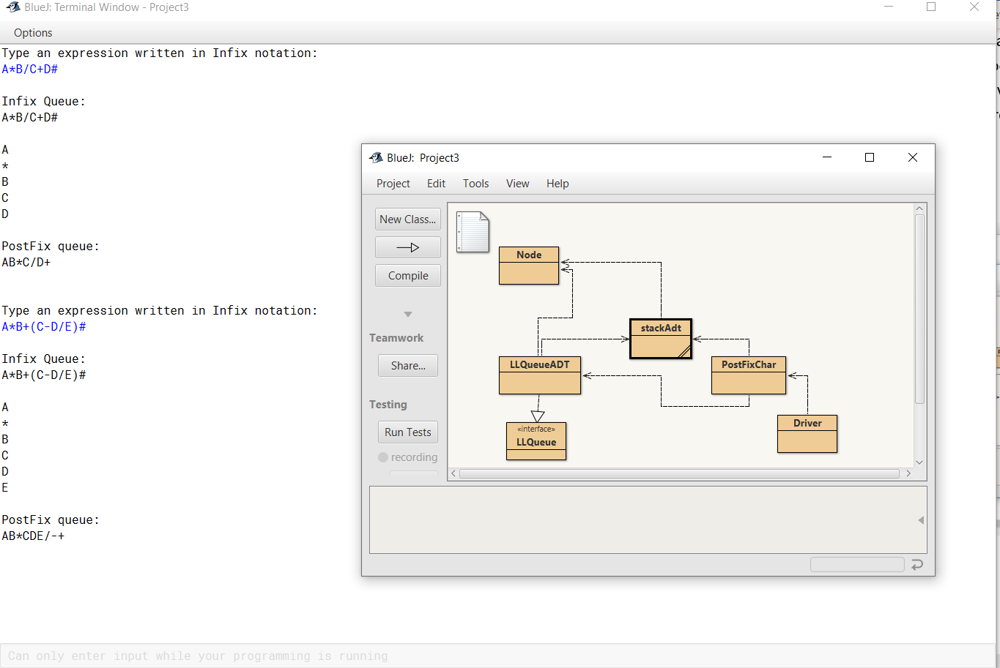 BlueJ: Terminal Window - Project3
Options
Type an expression written in Infix notation:
A*B/C+D#
Infix Queue:
A*B/C+D#
A
*
B
C
D
PostFix queue:
AB*C/D+
Type an expression written in Infix notation:
A*B+(C-D/E)#
Infix Queue:
A*B+(C-D/E)#
A
*
B
C
D
E
PostFix queue:
AB*CDE/-+
Can only enter input while your programming is running
BlueJ: Project3
Project Edit Tools View Help
New Class...
Compile
Teamwork
Share...
Testing
Run Tests
recording
Node
stackAdt
LLQueueADT
PostFixChar
«interface»
LLQueue
Driver